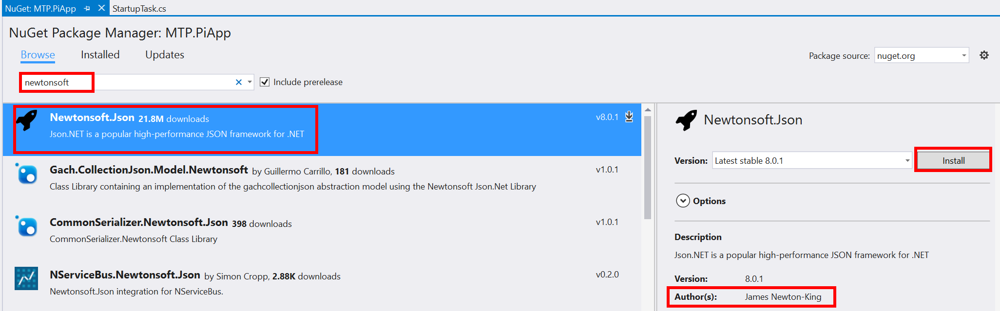 NuGet: MTP.PiApp StartupTask.cs
NuGet Package Manager: MTP.PiApp
Browse Installed Updates
Package source: nuget.org
newtonsoft Include prerelease
Newtonsoft.Json 21.8M downloads v8.0.1
Json.NET is a popular high-performance JSON framework for .NET
Gach.CollectionJson.Model.Newtonsoft by Guillermo Carrillo, 181 downloads v1.0.1
Class Library containing an implementation of the gachcollectionjson abstraction model using the Newtonsoft Json.Net Library
CommonSerializer.Newtonsoft.Json 398 downloads v1.0.1
CommonSerializer.Newtonsoft Class Library
NServiceBus.Newtonsoft.Json by Simon Cropp, 2.88K downloads v0.2.0
Newtonsoft.Json integration for NServiceBus.
Newtonsoft.Json
Version: Latest stable 8.0.1 Install
Options
Description
Json.NET is a popular high-performance JSON framework for .NET
Version: 8.0.1
Author(s): James Newton-King